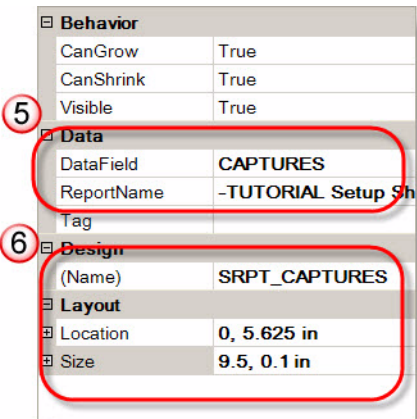 Behavior
CanGrow True
CanShrink True
Visible True
5
Data
DataField CAPTURES
ReportName -TUTORIAL Setup Sh
Tag
6
Design
(Name) SRPT_CAPTURES
Layout
Location 0, 5.625 in
Size 9.5, 0.1 in